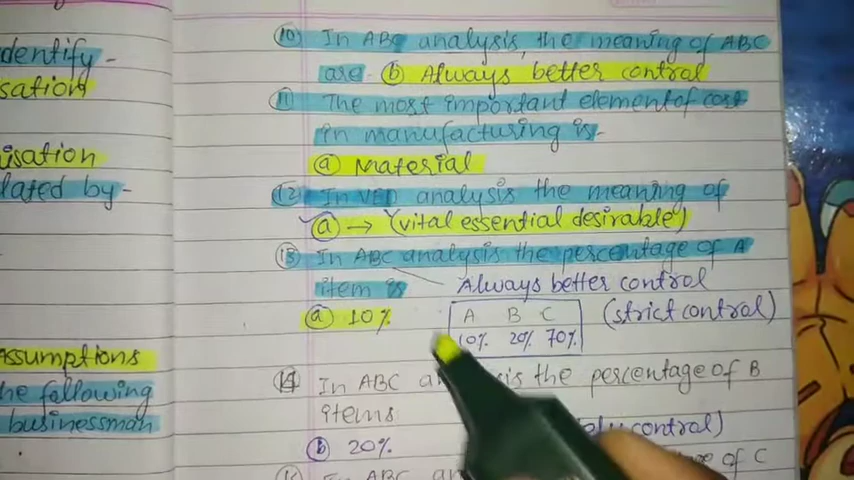 dentify -
sation
isation
lated by -
Assumptions
he following
businessman
10 In ABC analysis, the meaning of ABC
are (b) Always better control
11 The most important element of cost
in manufacturing is-
(a) Material
12 In VED analysis the meaning of
(a) → (vital essential desirable)
13 In ABC analysis the percentage of A
item is Always better control
(a) 10% A B C (strict control)
10% 20% 70%
14 In ABC is the percentage of B
items
(b) 20% control)
In ABC of C